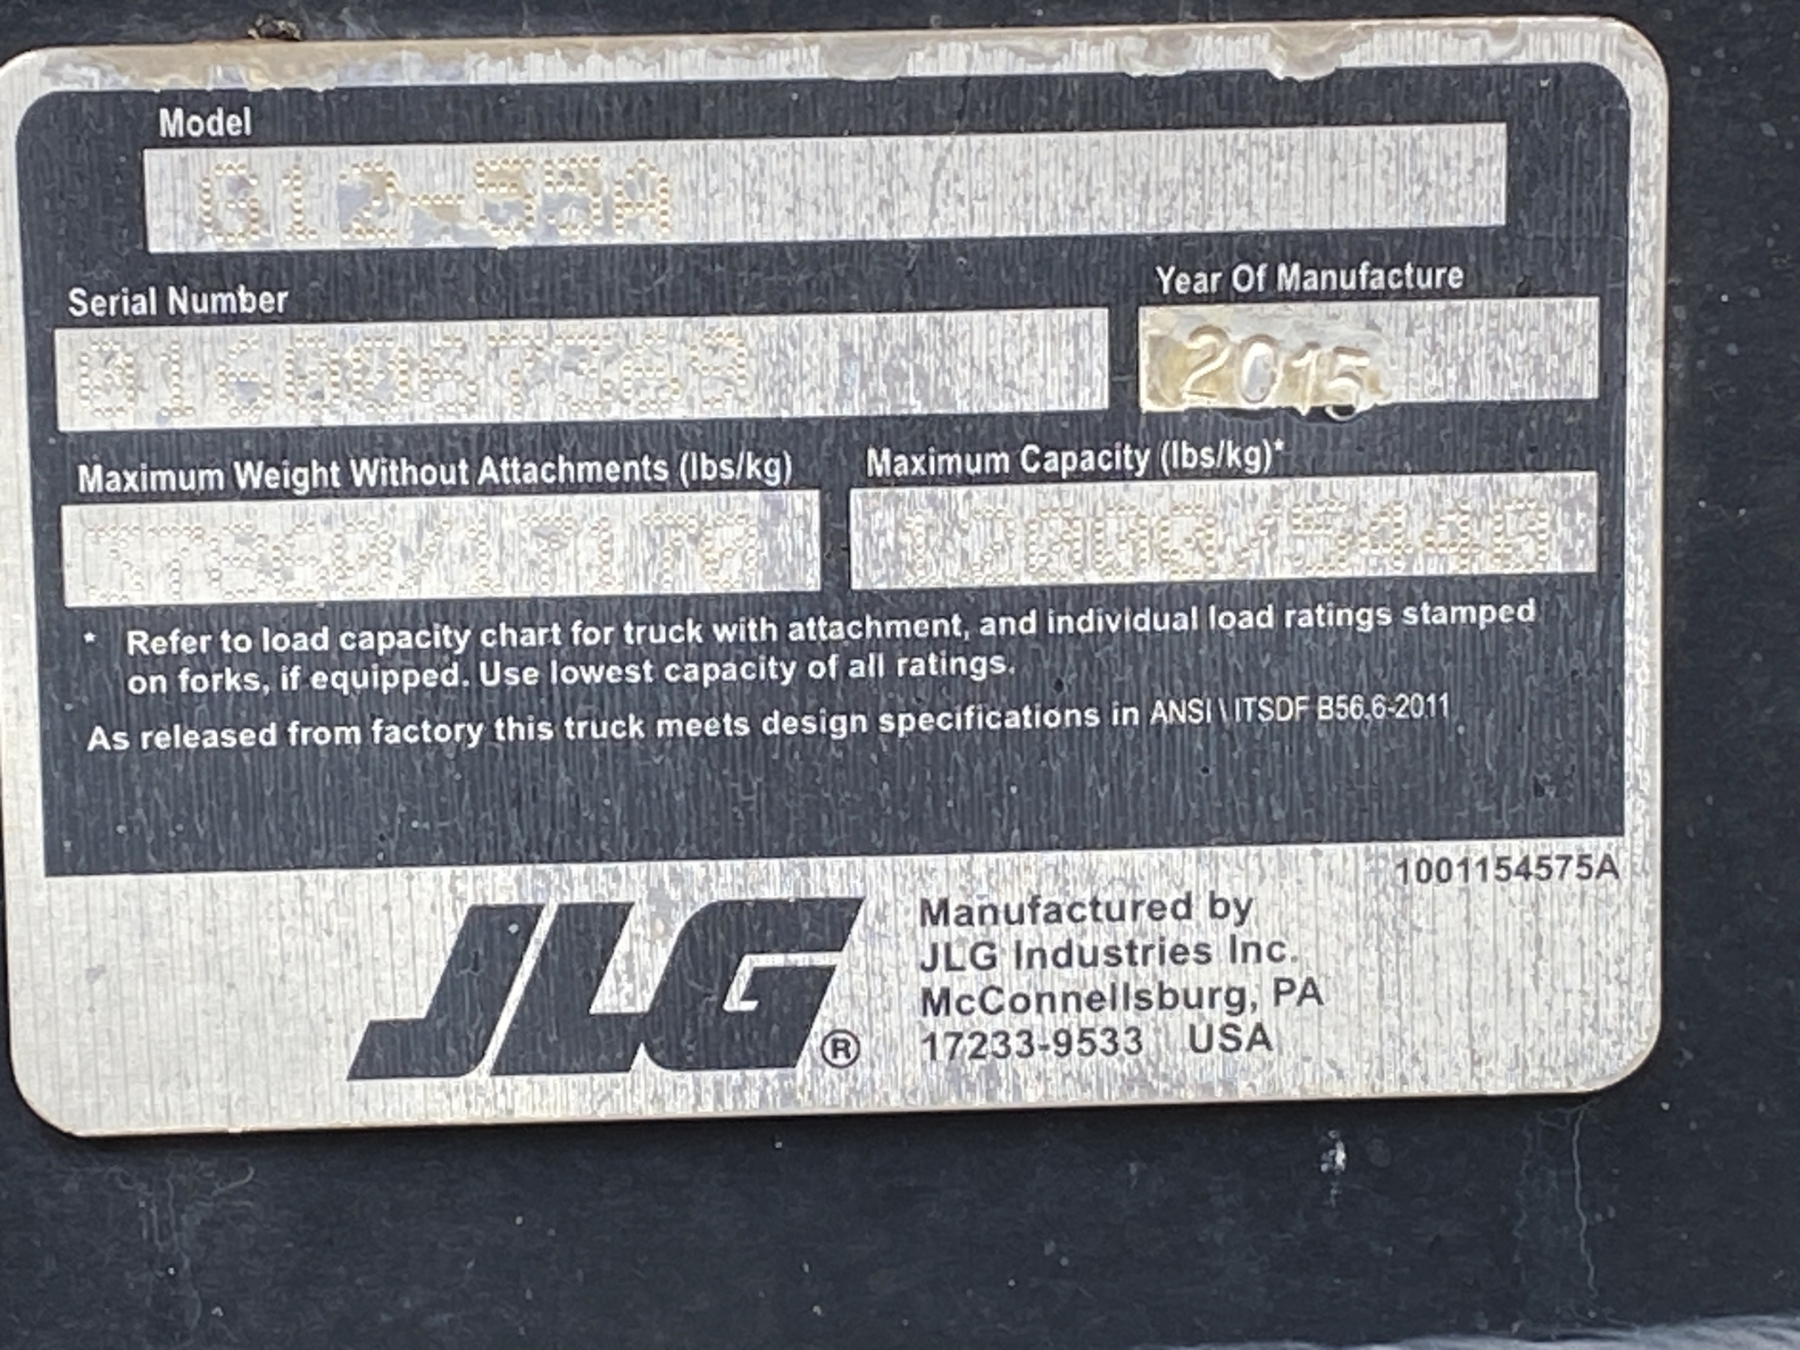 Model
G12-55A
Serial Number
Year Of Manufacture
0160067369
2015
Maximum Weight Without Attachments (lbs/kg)
Maximum Capacity (lbs/kg)*
12000/5443
* Refer to load capacity chart for truck with attachment, and individual load ratings stamped
on forks, if equipped. Use lowest capacity of all ratings.
As released from factory this truck meets design specifications in ANSI \ ITSDF B56.6-2011
1001154575A
JLG®
Manufactured by
JLG Industries Inc.
McConnellsburg, PA
17233-9533 USA